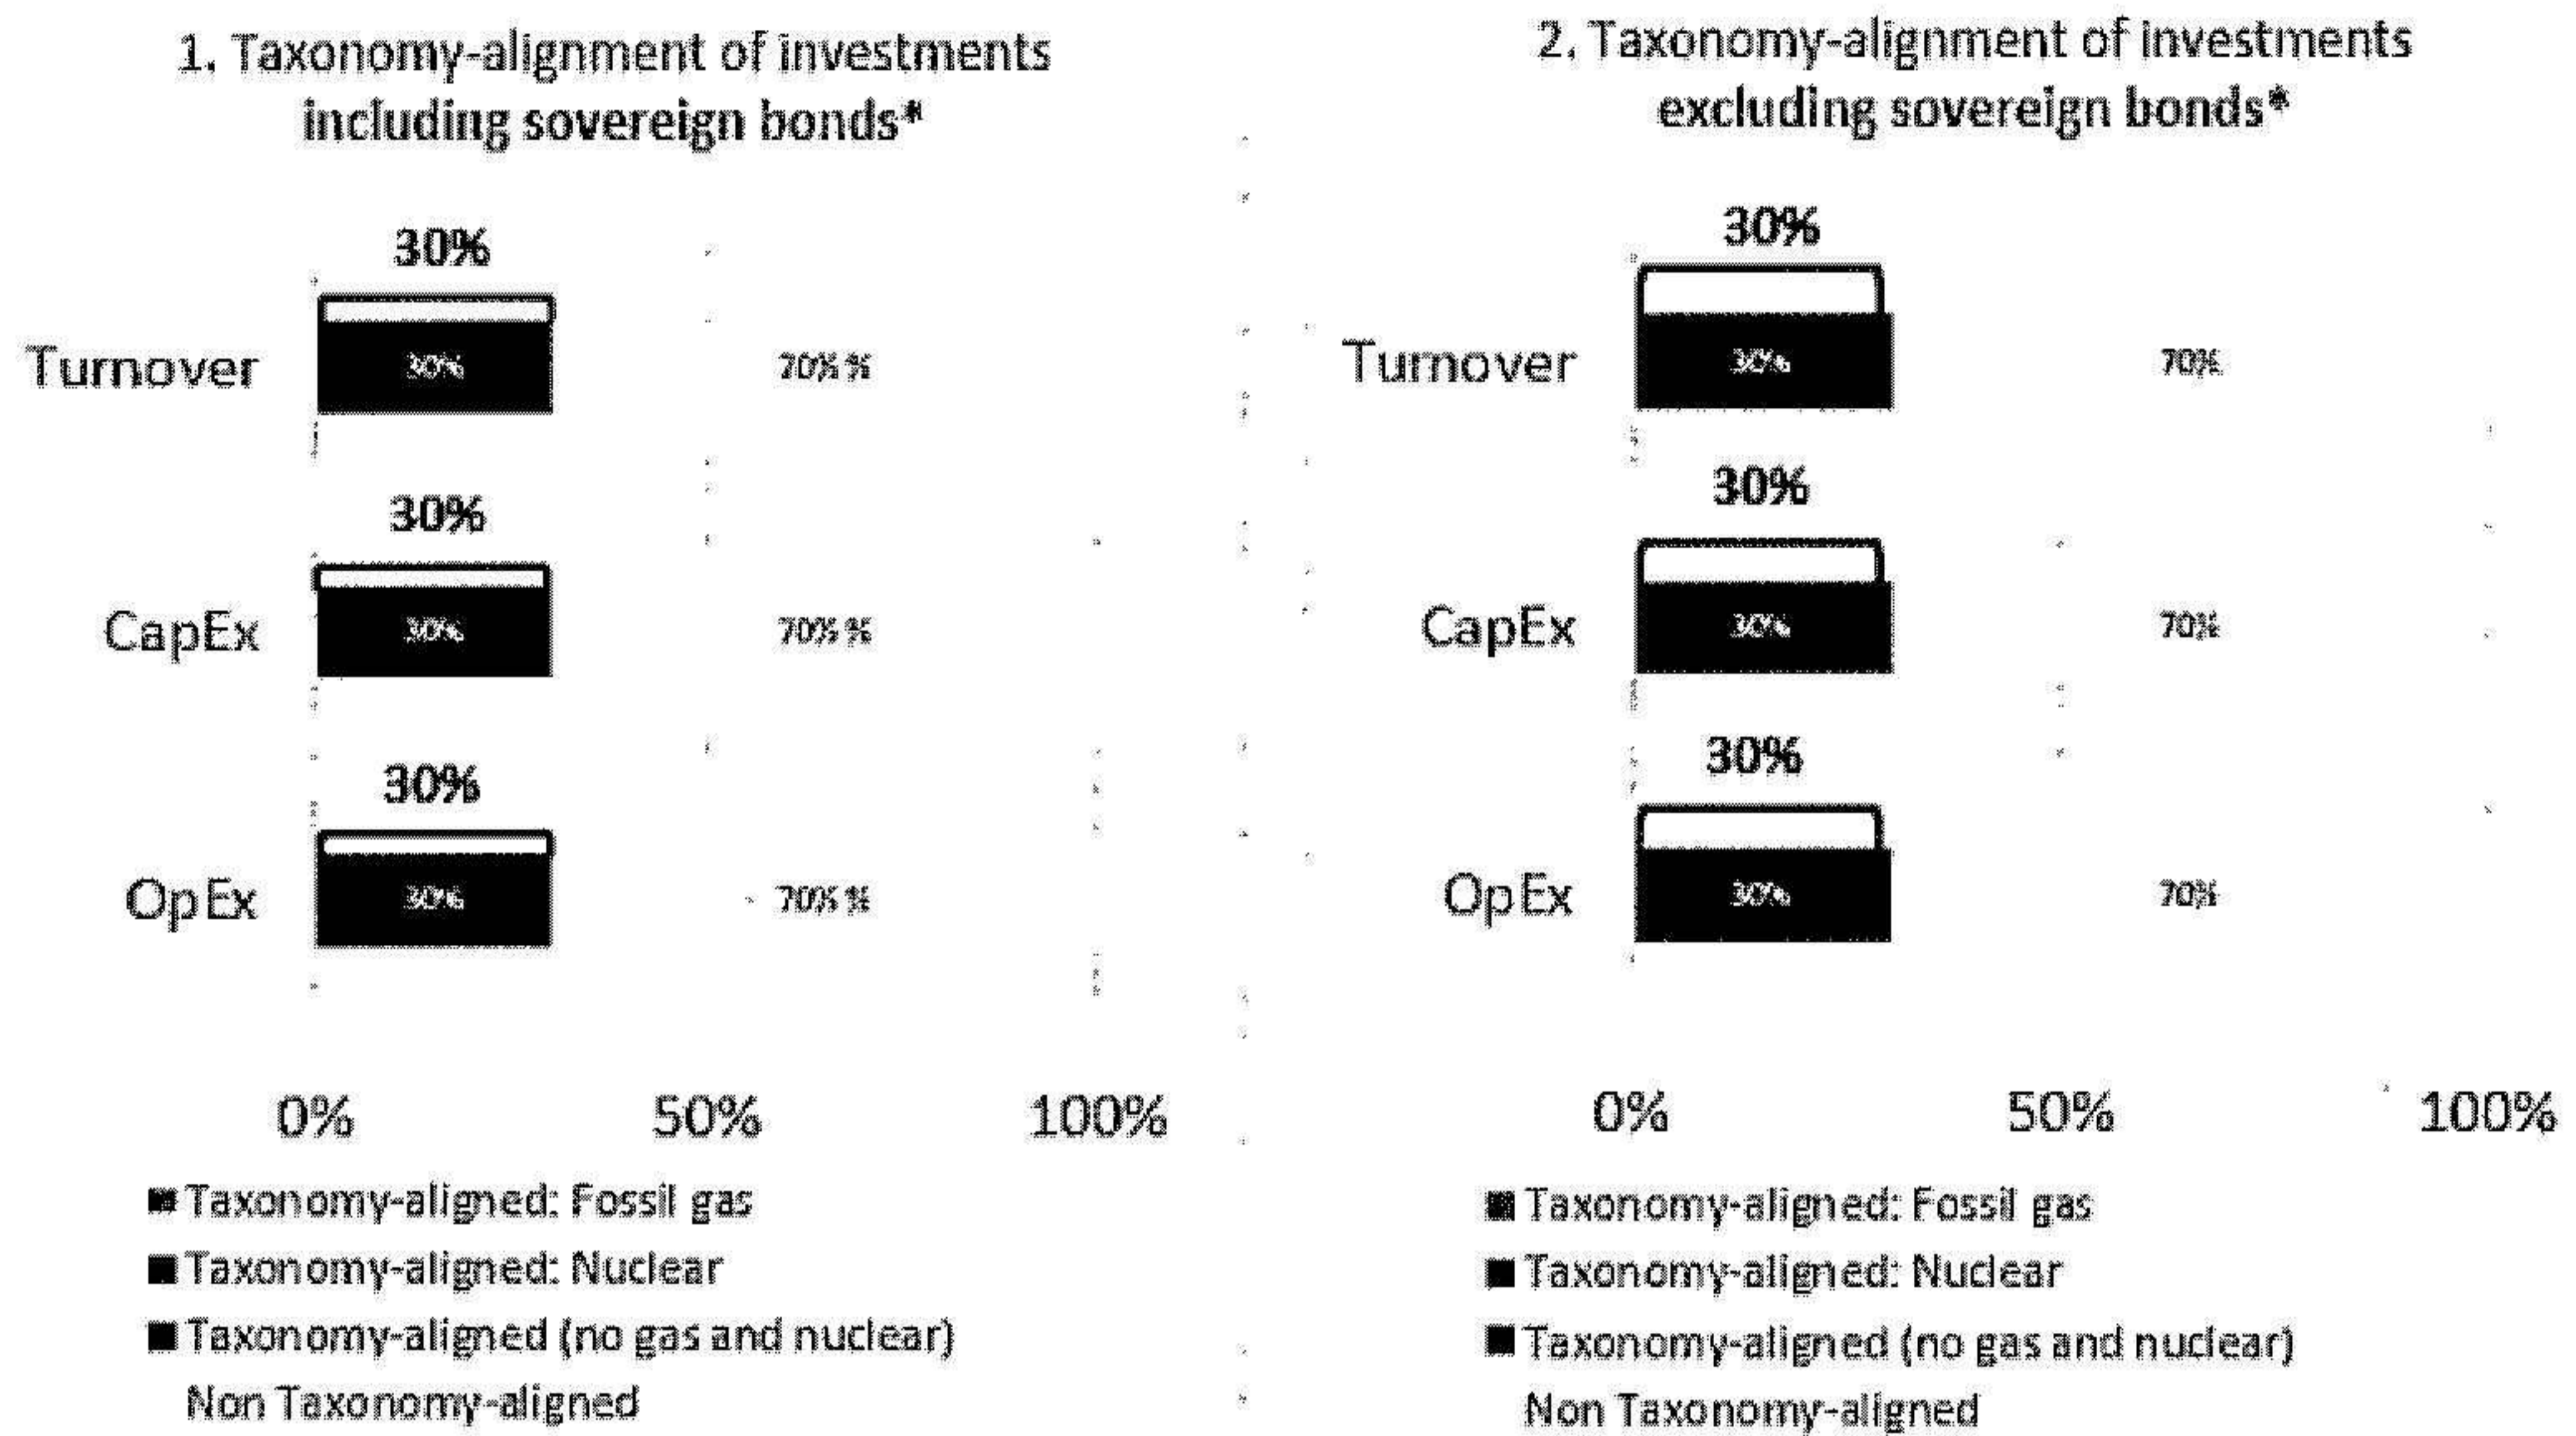 1. Taxonomy-alignment of investments
including sovereign bonds*
30%
Turnover
30%
70% %
30%
CapEx
30%
70% %
30%
OpEx
30%
70% %
0%
50%
100%
Taxonomy-aligned: Fossil gas
Taxonomy-aligned: Nuclear
Taxonomy-aligned (no gas and nuclear)
Non Taxonomy-aligned
2. Taxonomy-alignment of investments
excluding sovereign bonds*
30%
Turnover
30%
70%
30%
CapEx
30%
70%
30%
OpEx
30%
70%
0%
50%
100%
Taxonomy-aligned: Fossil gas
Taxonomy-aligned: Nuclear
Taxonomy-aligned (no gas and nuclear)
Non Taxonomy-aligned